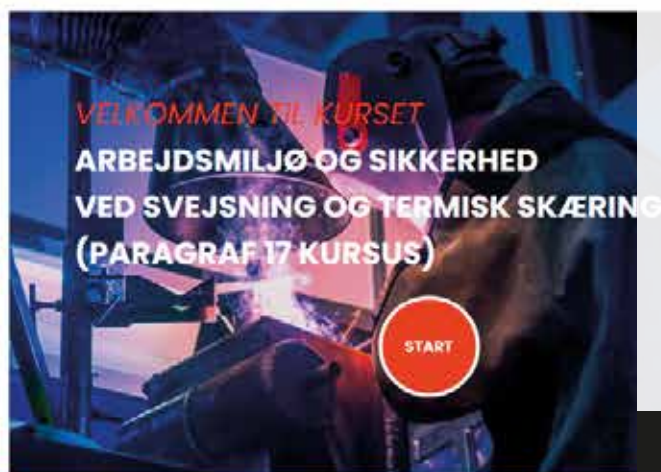 VELKOMMEN TIL KURSET
ARBEJDSMILJØ OG SIKKERHED
VED SVEJSNING OG TERMISK SKÆRING
(PARAGRAF 17 KURSUS)
START